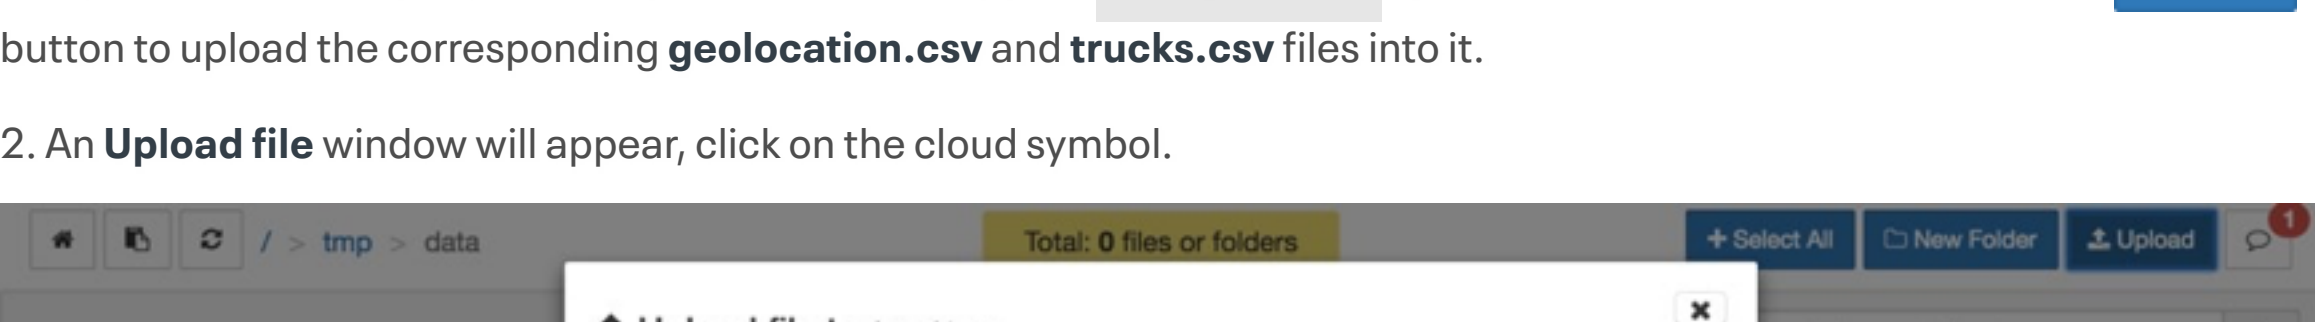 button to upload the corresponding geolocation.csv and trucks.csv files into it.
2. An Upload file window will appear, click on the cloud symbol.
/ > tmp > data Total: 0 files or folders + Select All New Folder Upload 1